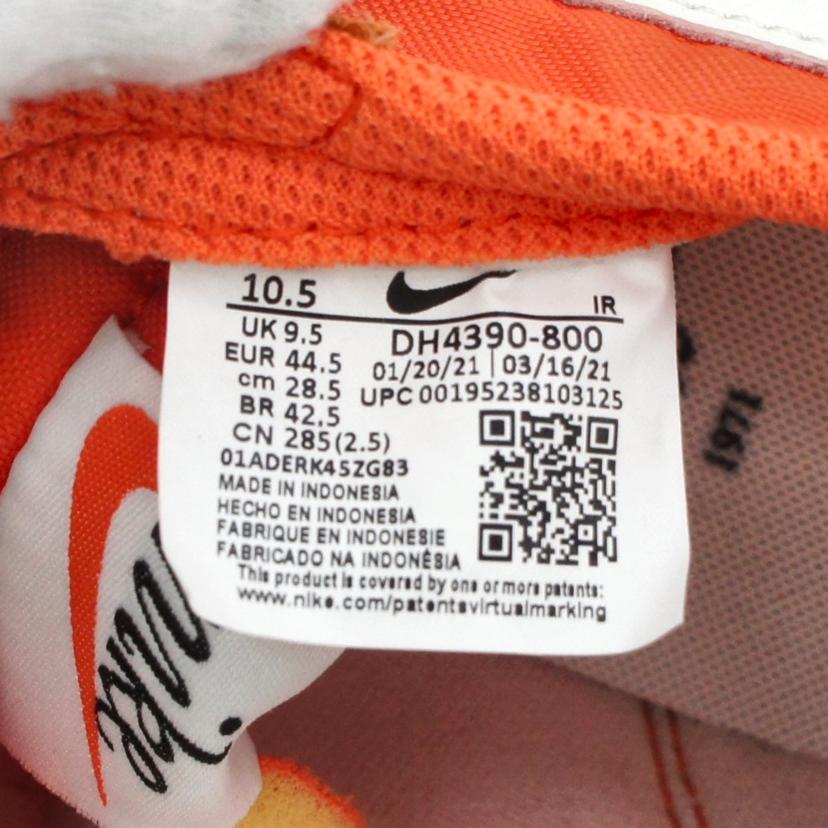 10.5
IR
UK 9.5
EUR 44.5
cm 28.5
BR 42.5
CN 285(2.5)
DH4390-800
01/20/21 | 03/16/21
UPC 00195238103125
01ADERK45ZG83
MADE IN INDONESIA
HECHO EN INDONESIA
FABRIQUE EN INDONESIE
FABRICADO NA INDONÉSIA
This product is covered by one or more patents:
www.nike.com/patentsvirtualmarking
Nike
1971